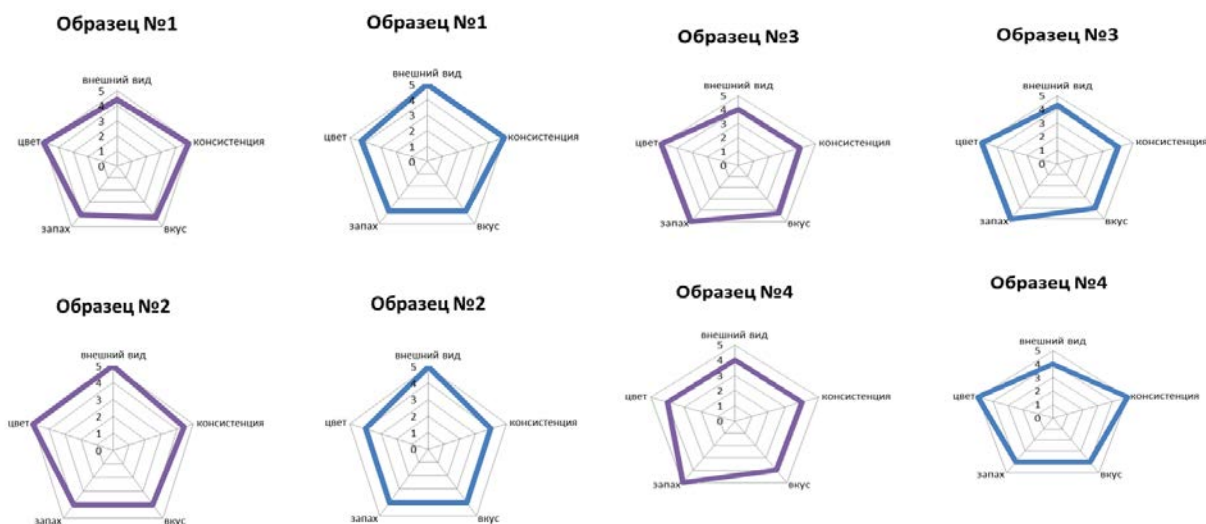 Образец №1
внешний вид
5
4
3
2
1
0
цвет
консистенция
запах
вкус
Образец №1
внешний вид
5
4
3
2
1
0
цвет
консистенция
запах
вкус
Образец №3
внешний вид
5
4
3
2
1
0
цвет
консистенция
запах
вкус
Образец №3
внешний вид
5
4
3
2
1
0
цвет
консистенция
запах
вкус
Образец №2
внешний вид
5
4
3
2
1
0
цвет
консистенция
запах
вкус
Образец №2
внешний вид
5
4
3
2
1
0
цвет
консистенция
запах
вкус
Образец №4
внешний вид
5
4
3
2
1
0
цвет
консистенция
запах
вкус
Образец №4
внешний вид
5
4
3
2
1
0
цвет
консистенция
запах
вкус